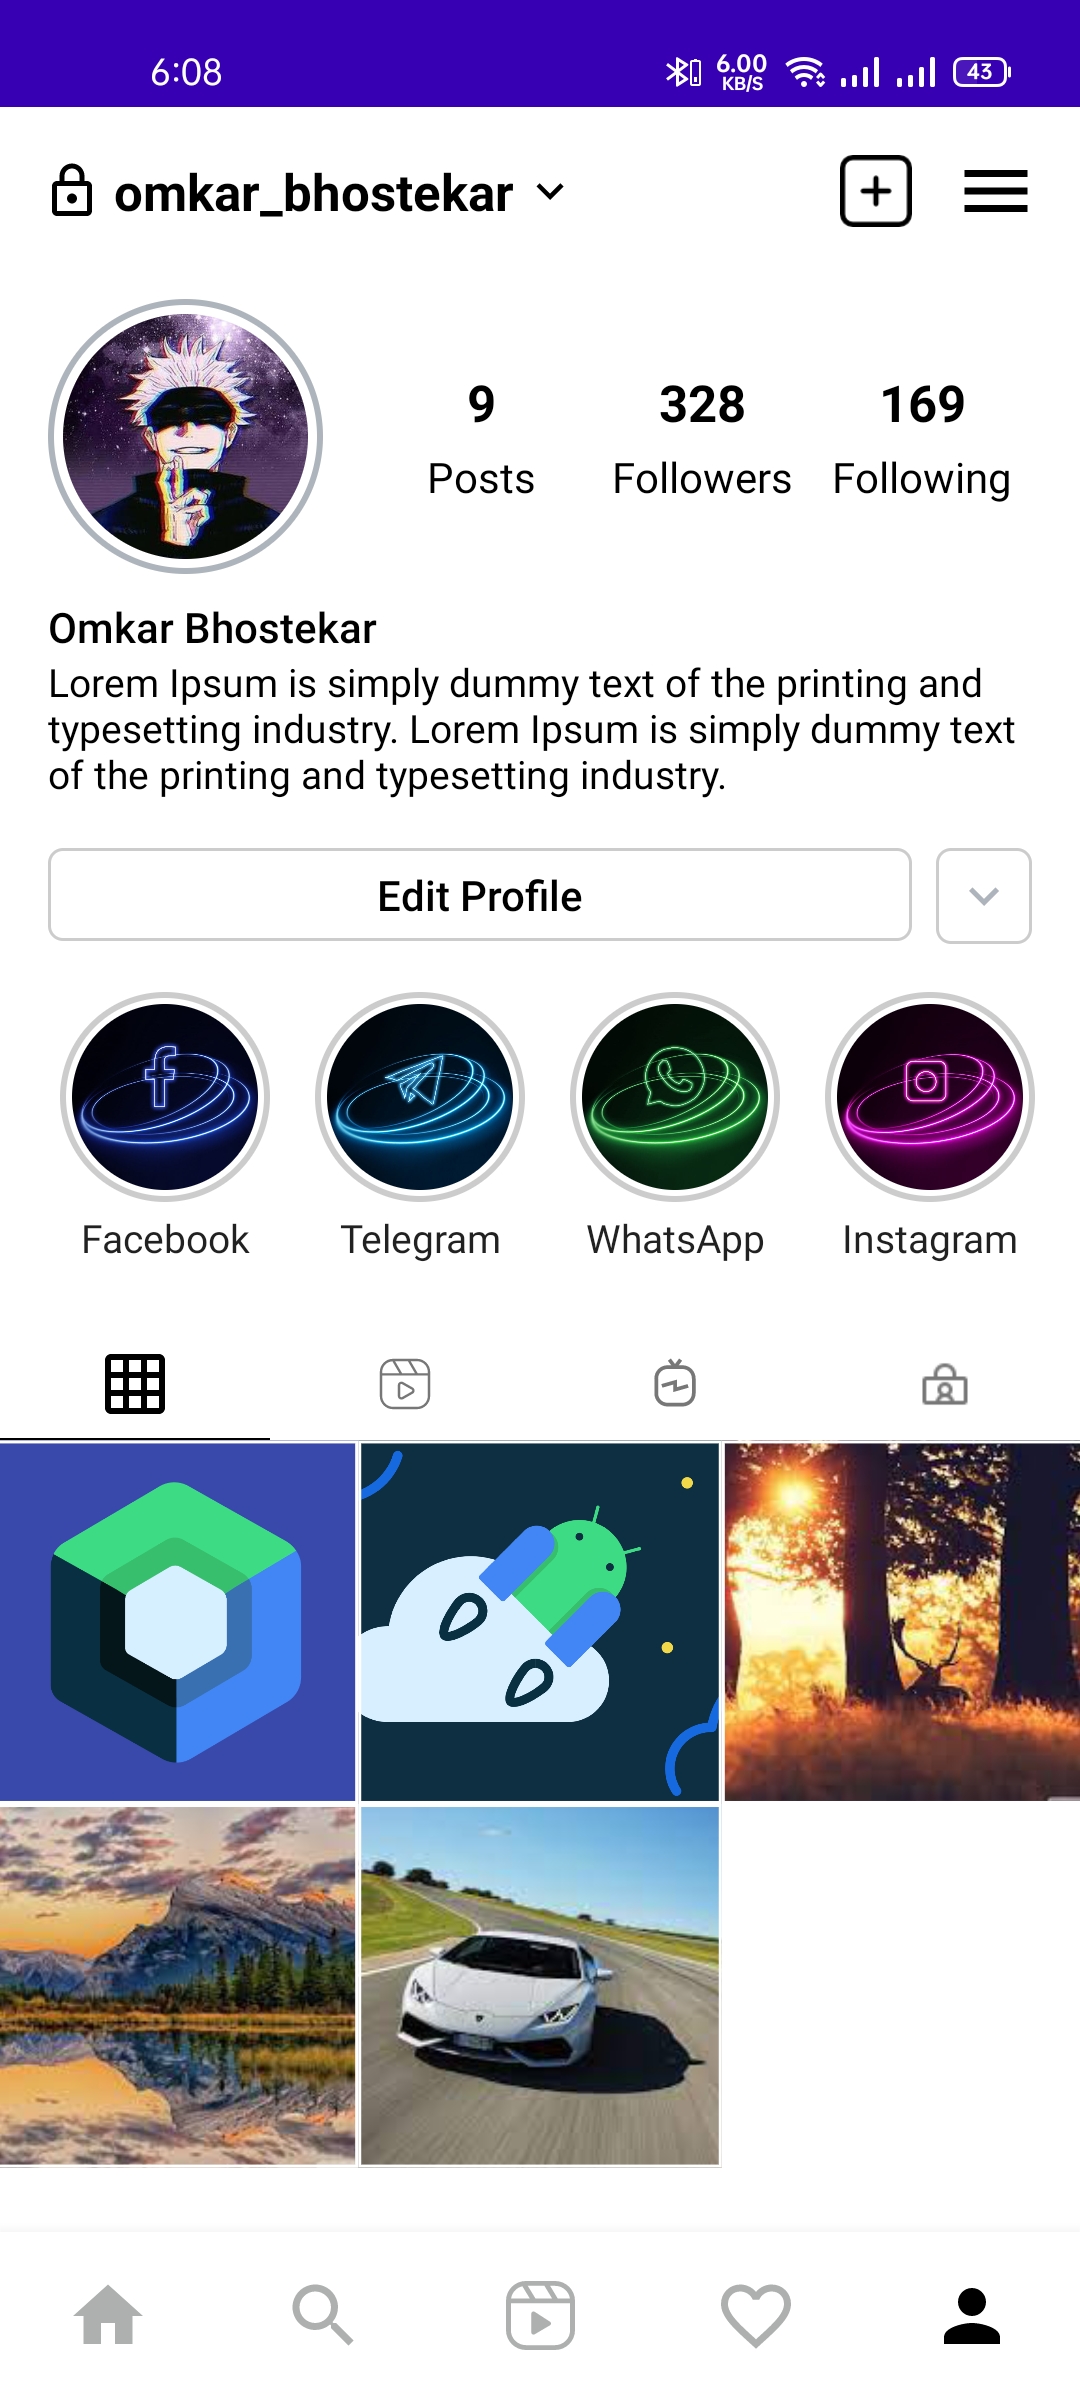 6:08
6.00
KB/S
43
omkar_bhostekar
9
328
169
Posts
Followers
Following
Omkar Bhostekar
Lorem Ipsum is simply dummy text of the printing and
typesetting industry. Lorem Ipsum is simply dummy text
of the printing and typesetting industry.
Edit Profile
Facebook
Telegram
WhatsApp
Instagram